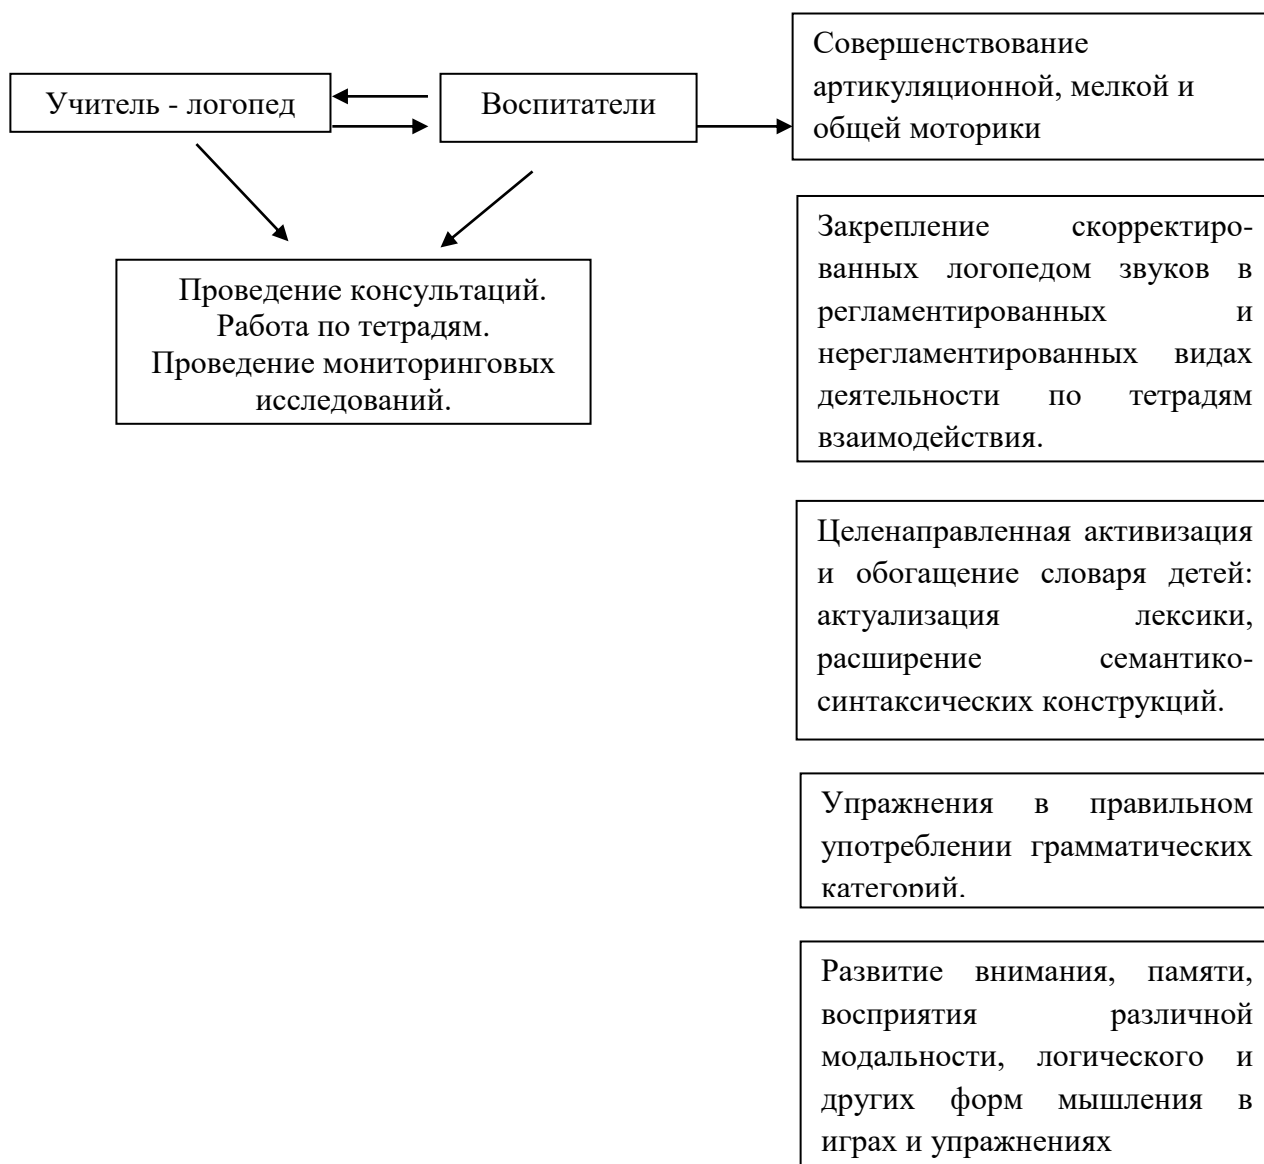 Учитель - логопед
Воспитатели
Совершенствование
артикуляционной, мелкой и
общей моторики
Проведение консультаций.
Работа по тетрадям.
Проведение мониторинговых
исследований.
Закрепление скорректиро-
ванных логопедом звуков в
регламентированных и
нерегламентированных видах
деятельности по тетрадям
взаимодействия.
Целенаправленная активизация
и обогащение словаря детей:
актуализация лексики,
расширение семантико-
синтаксических конструкций.
Упражнения в правильном
употреблении грамматических
категорий.
Развитие внимания, памяти,
восприятия различной
модальности, логического и
других форм мышления в
играх и упражнениях